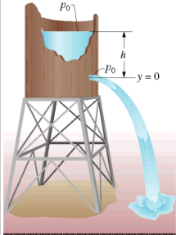 p₀
h
p₀
y = 0